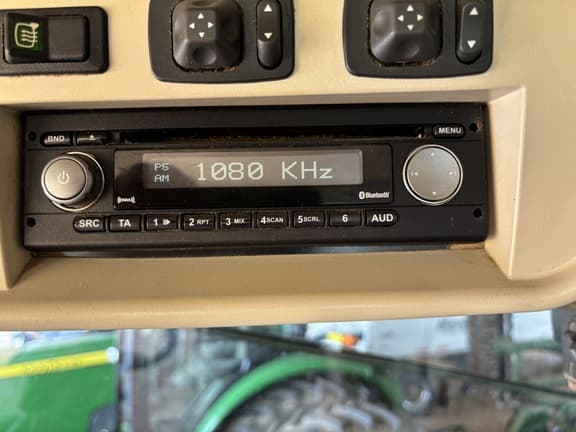 BND
MENU
P5
AM
1080 KHz
Bluetooth
SRC TA 1 2 RPT 3 MIX 4 SCAN 5 SCRL 6 AUD